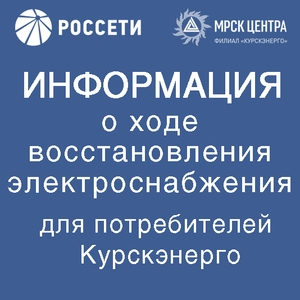 РОССЕТИ
МРСК ЦЕНТРА
ФИЛИАЛ «КУРСКЭНЕРГО»
ИНФОРМАЦИЯ
о ходе
восстановления
электроснабжения
для потребителей
Курскэнерго